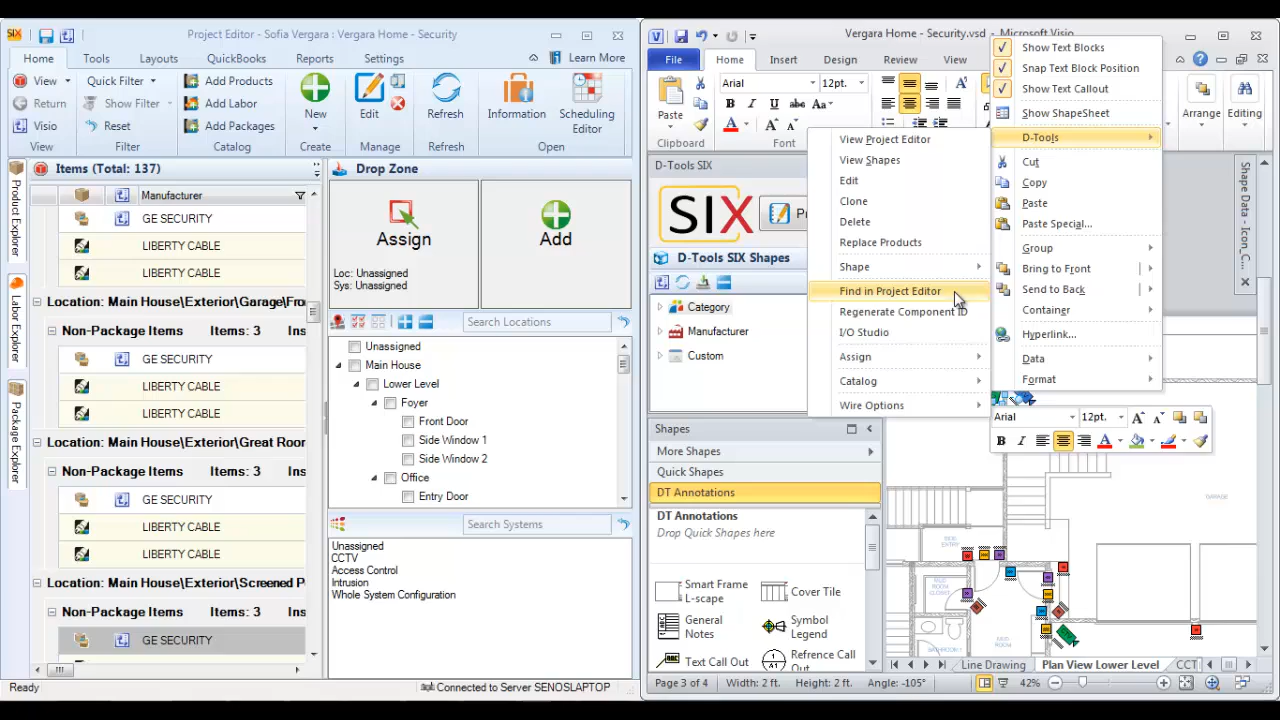 SIX
Project Editor - Sofia Vergara : Vergara Home - Security
Home
Tools
Layouts
QuickBooks
Reports
Settings
Learn More
View
Return
Visio
View
Quick Filter
Show Filter
Reset
Filter
Add Products
Add Labor
Add Packages
Catalog
New
Create
Edit
Manage
Refresh
Refresh
Information
Scheduling
Editor
Open
Product Explorer
Labor Explorer
Package Explorer
Items (Total: 137)
Manufacturer
GE SECURITY
LIBERTY CABLE
LIBERTY CABLE
Location: Main House\Exterior\Garage\Fro
Non-Package Items Items: 3 Ins
GE SECURITY
LIBERTY CABLE
LIBERTY CABLE
Location: Main House\Exterior\Great Roor
Non-Package Items Items: 3 Ins
GE SECURITY
LIBERTY CABLE
LIBERTY CABLE
Location: Main House\Exterior\Screened P
Non-Package Items Items: 3 Ins
GE SECURITY
Drop Zone
Assign
Loc: Unassigned
Sys: Unassigned
Add
Search Locations
Unassigned
Main House
Lower Level
Foyer
Front Door
Side Window 1
Side Window 2
Office
Entry Door
Search Systems
Unassigned
CCTV
Access Control
Intrusion
Whole System Configuration
Ready
Connected to Server SENOSLAPTOP
Vergara Home - Security.vsd - Microsoft Visio
File
Home
Insert
Design
Review
View
Paste
Clipboard
Arial
12pt.
B I U abc Aa
A A A
Font
Arrange
Editing
D-Tools SIX
SIX
D-Tools SIX Shapes
Category
Manufacturer
Custom
View Project Editor
View Shapes
Edit
Clone
Delete
Replace Products
Shape
Find in Project Editor
Regenerate Component ID
I/O Studio
Assign
Catalog
Wire Options
Show Text Blocks
Snap Text Block Position
Show Text Callout
Show ShapeSheet
D-Tools
Cut
Copy
Paste
Paste Special...
Group
Bring to Front
Send to Back
Container
Hyperlink...
Data
Format
Shape Data - Icon_C...
Arial
12pt.
A A
B I A
Shapes
More Shapes
Quick Shapes
DT Annotations
DT Annotations
Drop Quick Shapes here
Smart Frame
L-scape
Cover Tile
General
Notes
Symbol
Legend
Text Call Out
Refrence Call
Out
GARAGE
Line Drawing
Plan View Lower Level
CCT
Page 3 of 4
Width: 2 ft.
Height: 2 ft.
Angle: -105°
42%